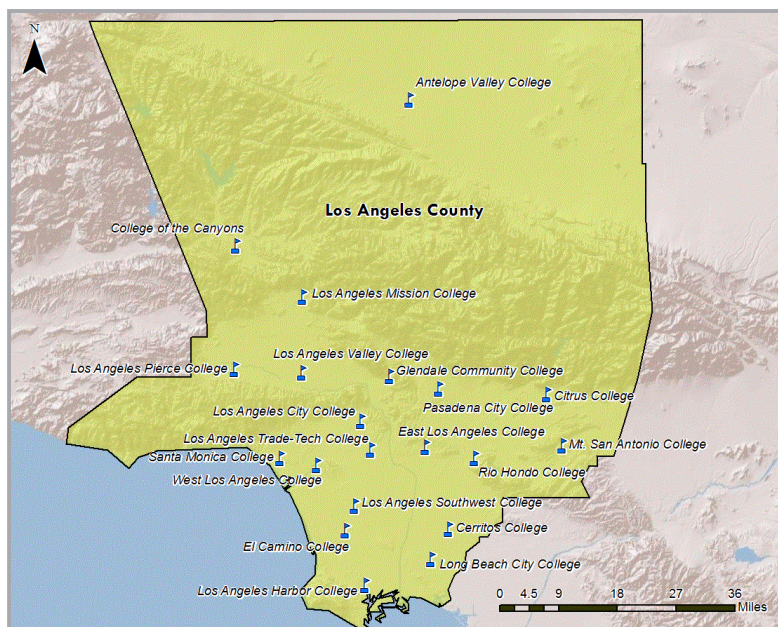 N
Antelope Valley College
Los Angeles County
College of the Canyons
Los Angeles Mission College
Los Angeles Valley College
Los Angeles Pierce College
Glendale Community College
Citrus College
Pasadena City College
Los Angeles City College
East Los Angeles College
Los Angeles Trade-Tech College
Mt. San Antonio College
Santa Monica College
Rio Hondo College
West Los Angeles College
Los Angeles Southwest College
Cerritos College
El Camino College
Long Beach City College
Los Angeles Harbor College
0 4.5 9 18 27 36
Miles